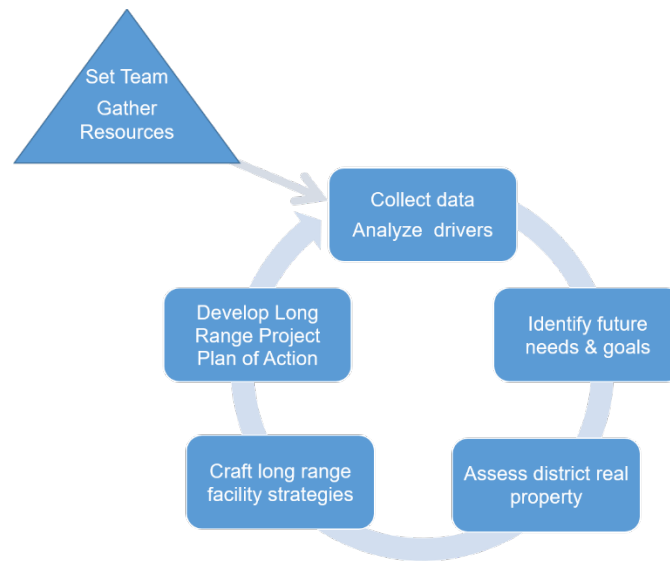 Set Team
Gather
Resources
Collect data
Analyze drivers
Identify future
needs & goals
Assess district real
property
Craft long range
facility strategies
Develop Long
Range Project
Plan of Action